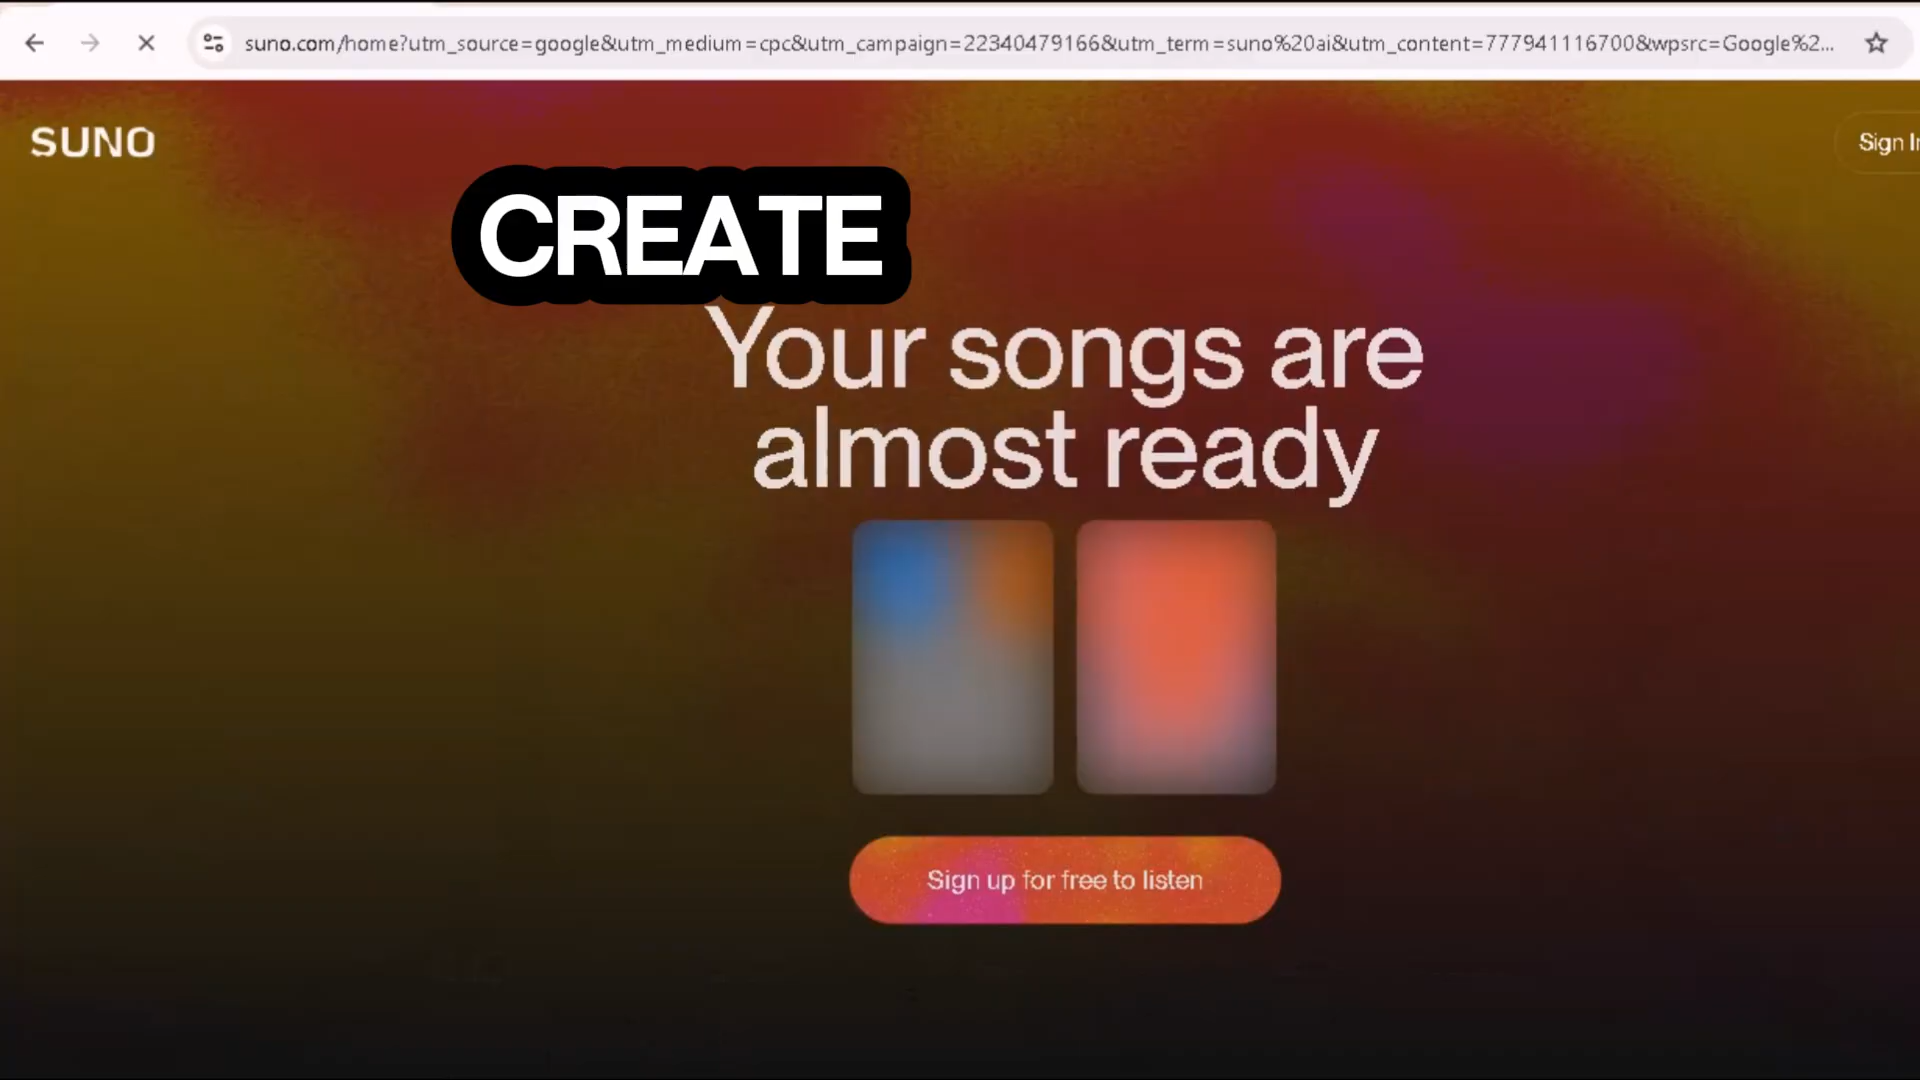 suno.com/home?utm_source=google&utm_medium=cpc&utm_campaign=22340479166&utm_term=suno%20ai&utm_content=777941116700&wpsrc=Google%2...
SUNO
Sign I
CREATE
Your songs are
almost ready
Sign up for free to listen